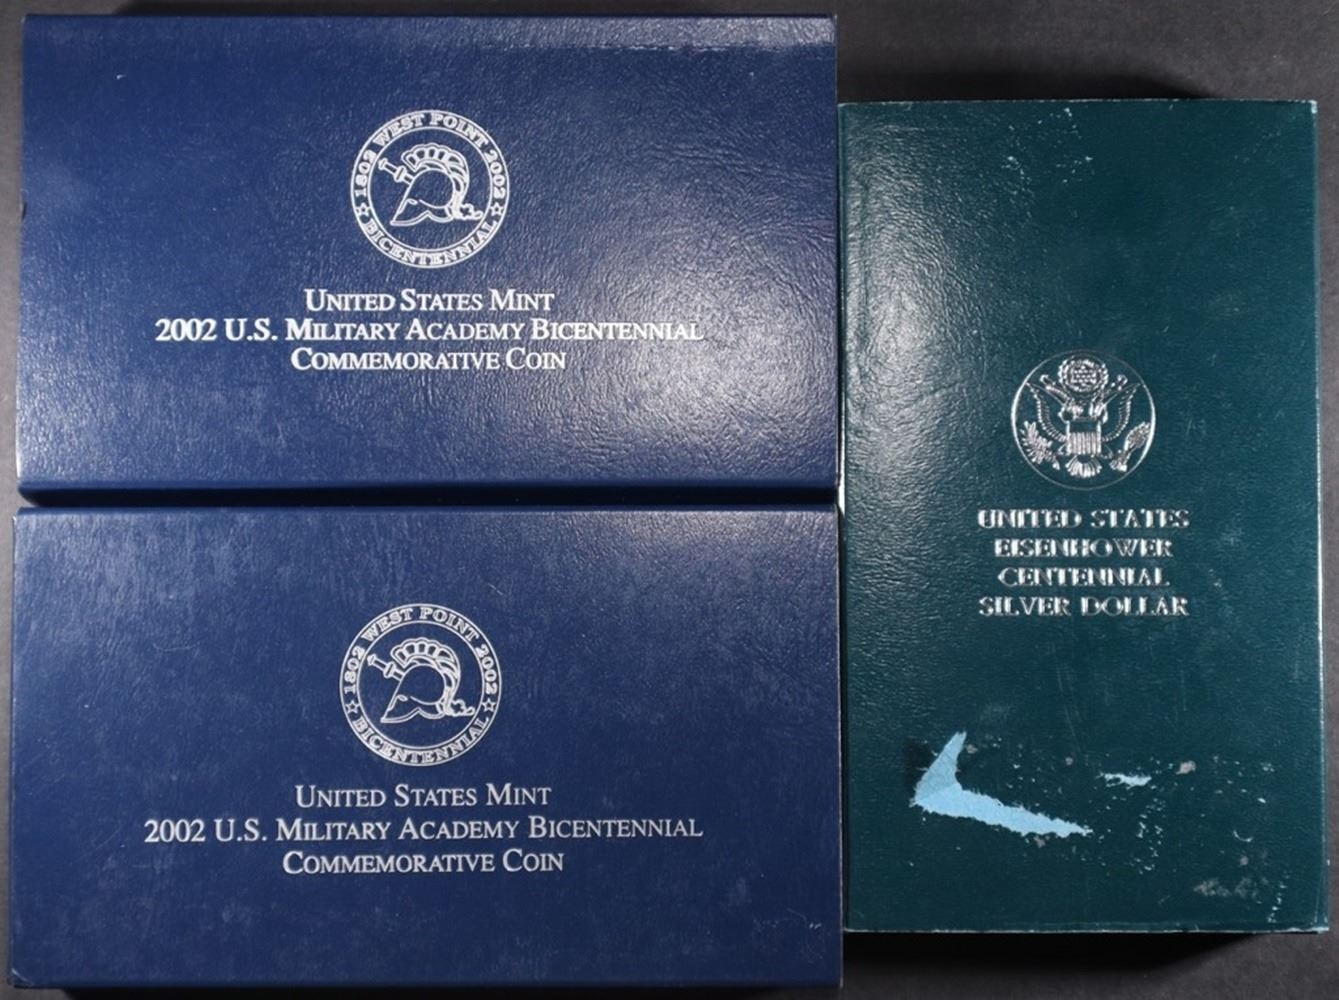 1802 WEST POINT 2002
BICENTENNIAL
UNITED STATES MINT
2002 U.S. MILITARY ACADEMY BICENTENNIAL
COMMEMORATIVE COIN
1802 WEST POINT 2002
BICENTENNIAL
UNITED STATES MINT
2002 U.S. MILITARY ACADEMY BICENTENNIAL
COMMEMORATIVE COIN
UNITED STATES
EISENHOWER
CENTENNIAL
SILVER DOLLAR